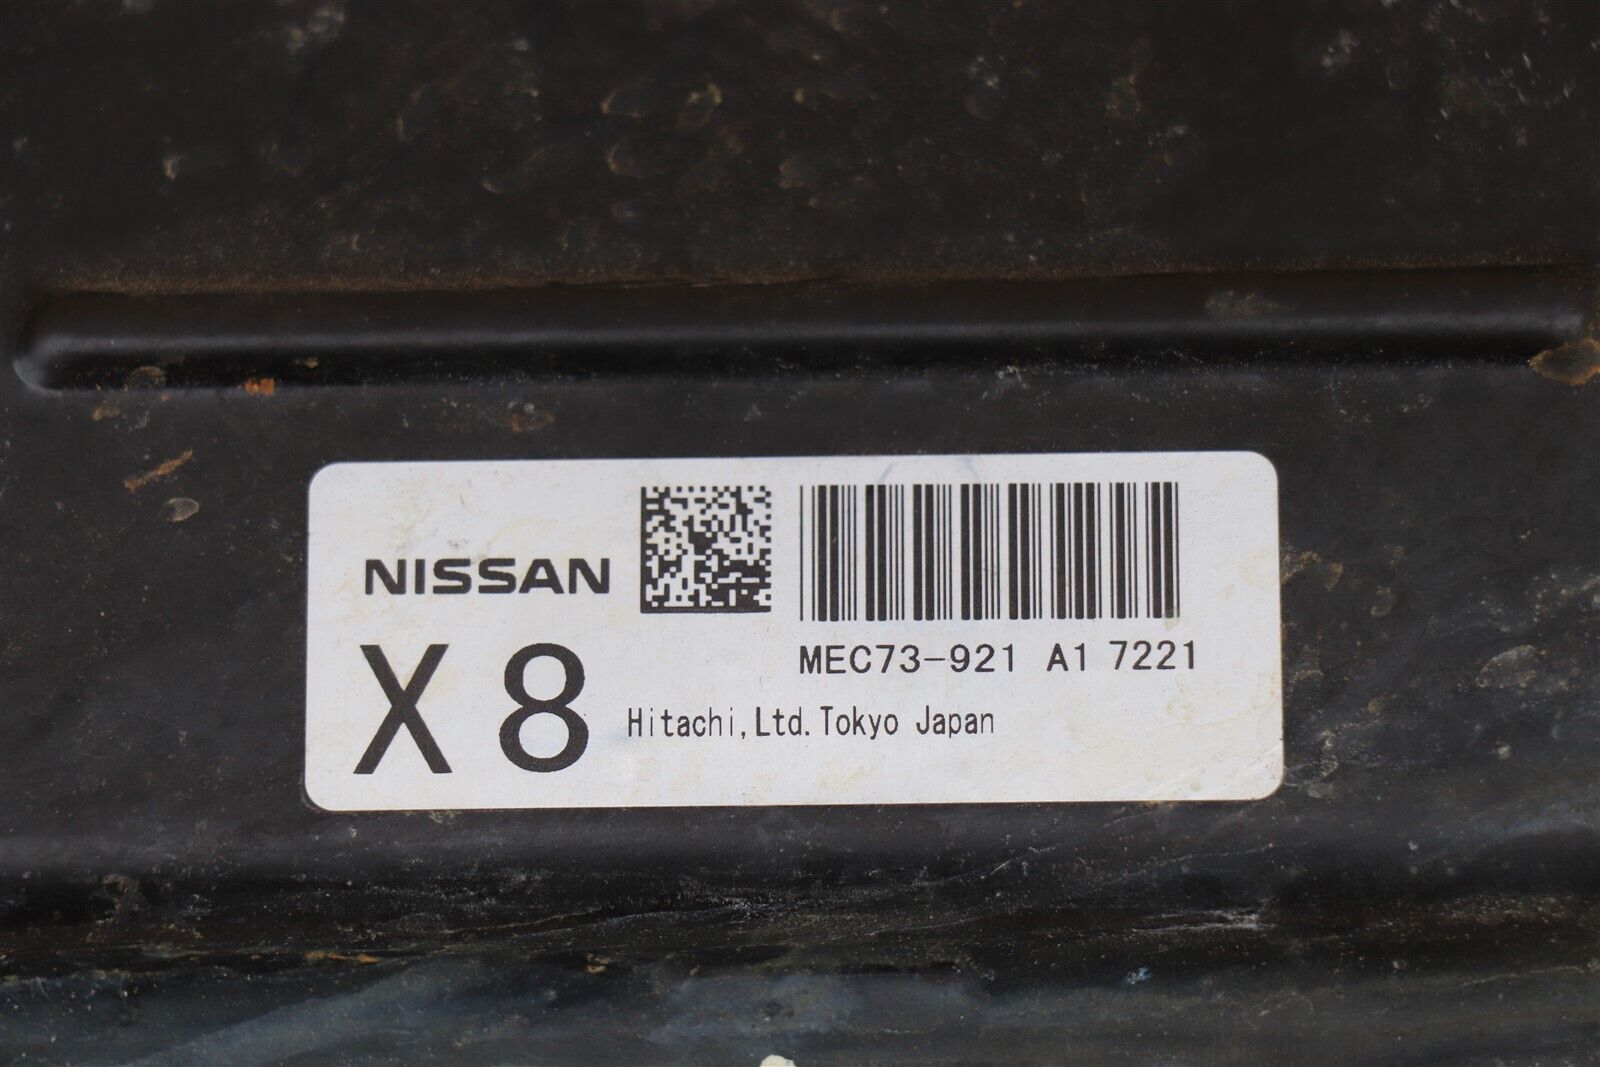 NISSAN
MEC73-921 A1 7221
X8
Hitachi,Ltd.Tokyo Japan